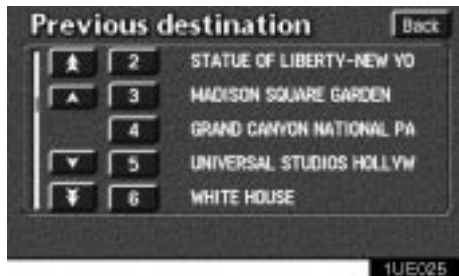 Previous destination Back
2 STATUE OF LIBERTY-NEW YO
3 MADISON SQUARE GARDEN
4 GRAND CANYON NATIONAL PA
5 UNIVERSAL STUDIOS HOLLYW
6 WHITE HOUSE
1UE025